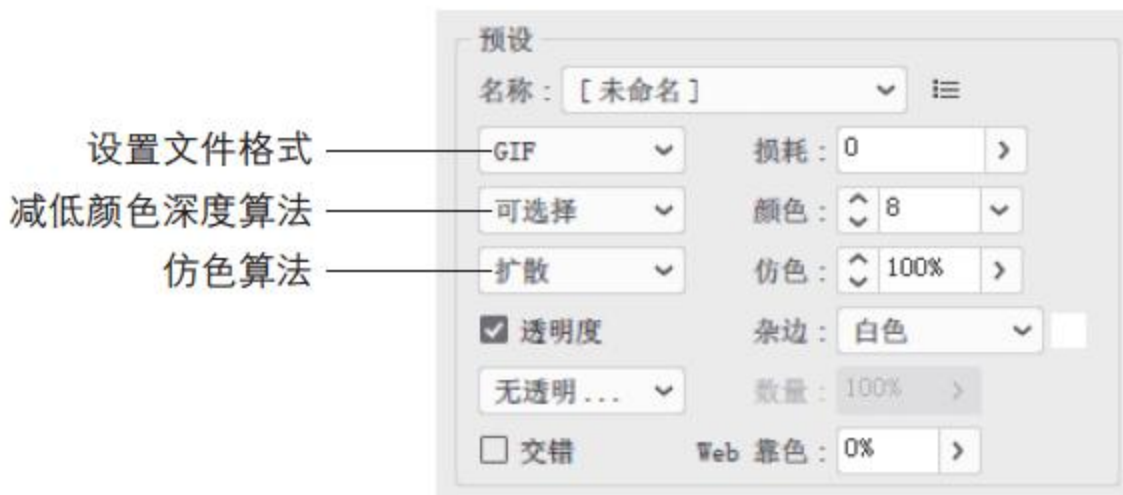 预设
名称： [未命名]
设置文件格式 GIF 损耗： 0
减低颜色深度算法 可选择 颜色： 8
仿色算法 扩散 仿色： 100%
透明度 杂边： 白色
无透明... 数量： 100%
交错 Web 靠色： 0%